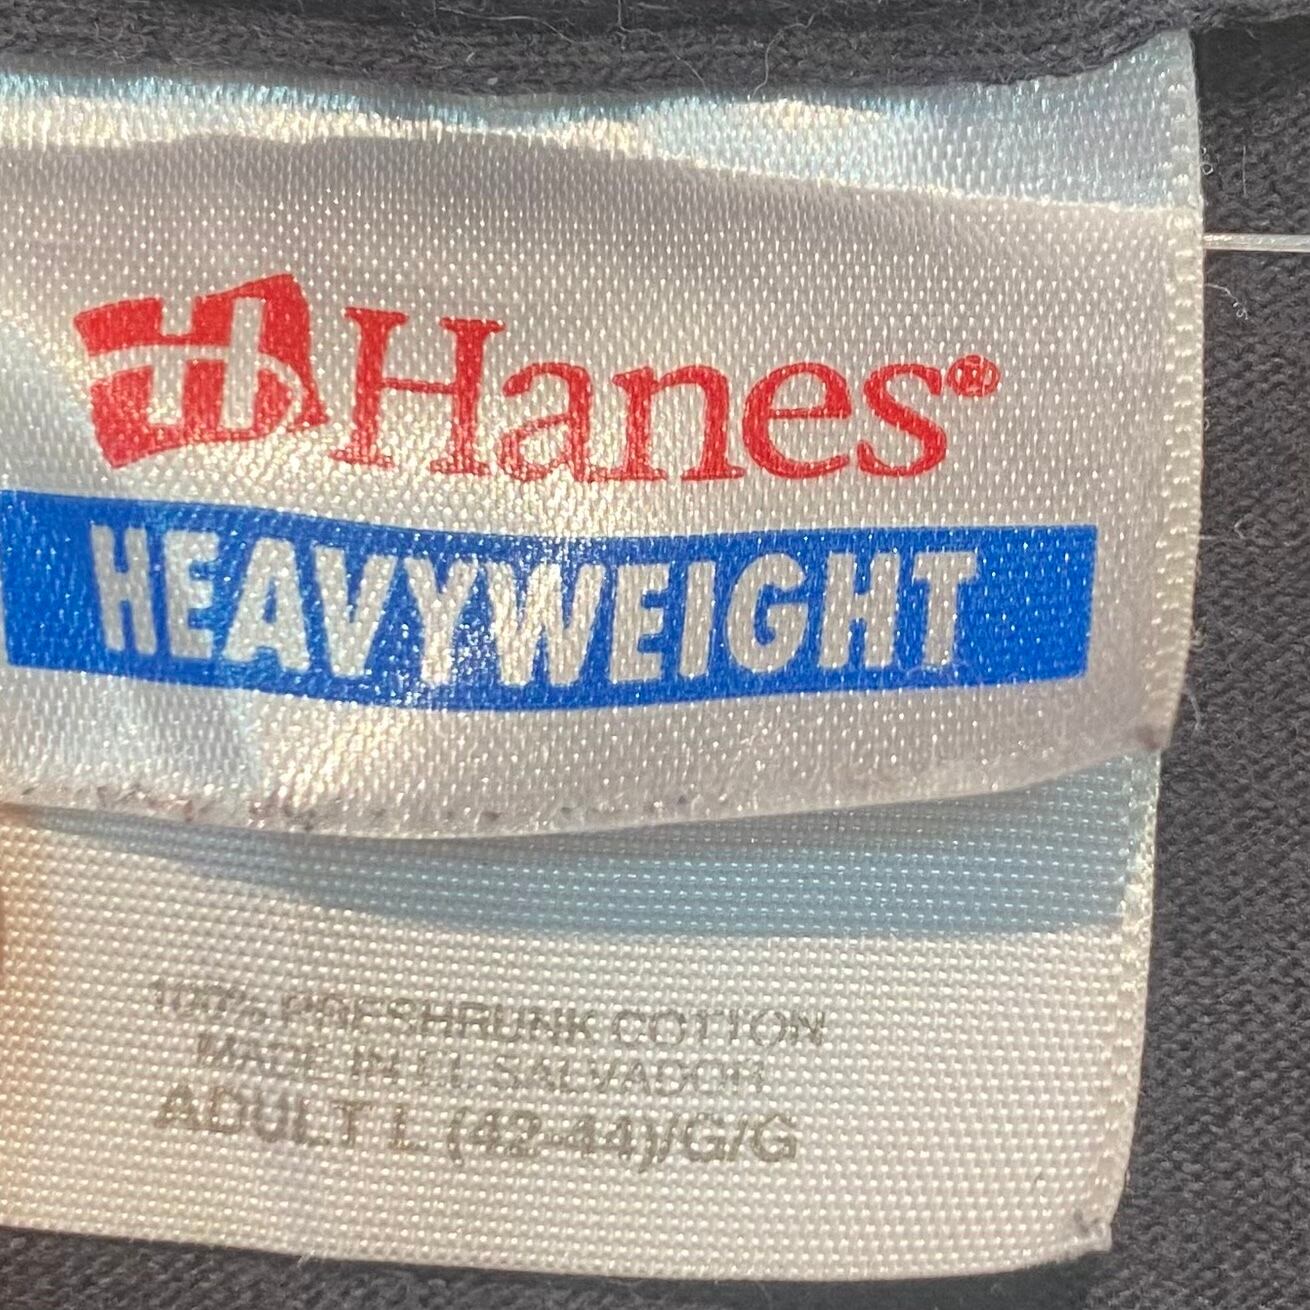 H Hanes®
HEAVYWEIGHT
100% PRESHRUNK COTTON
MADE IN EL SALVADOR
ADULT L (42-44)/G/G